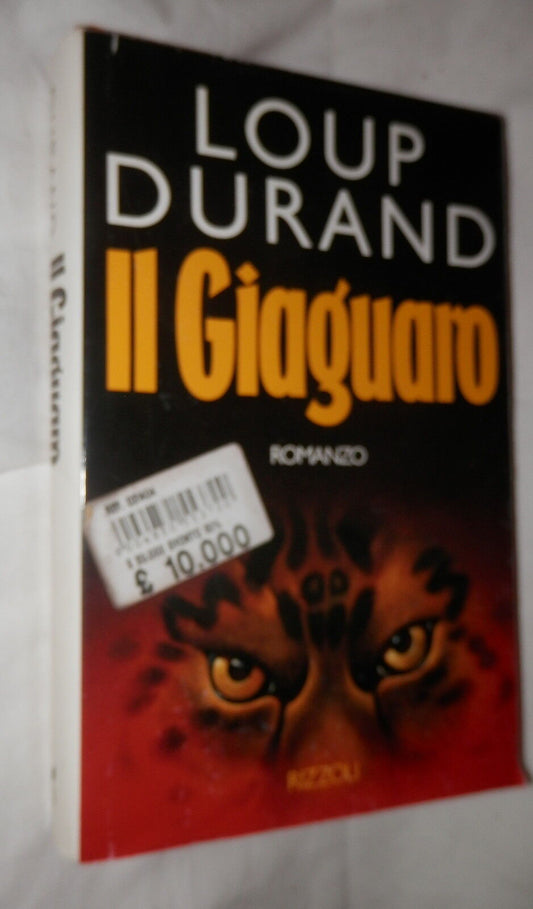 LOUP
DURAND
Il Giaguaro
ROMANZO
£ 10.000
RIZZOLI
Il Giaguaro